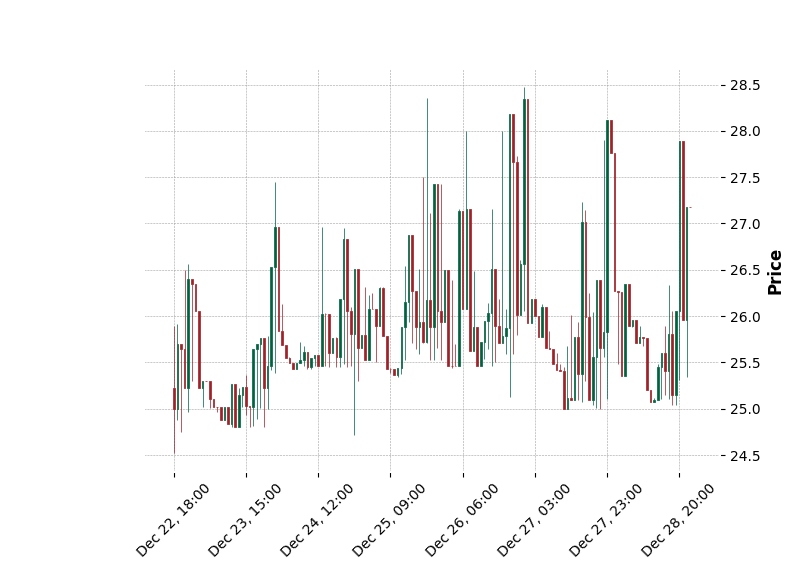 28.5
28.0
27.5
27.0
26.5
26.0
25.5
25.0
24.5
Price
Dec 22, 18:00
Dec 23, 15:00
Dec 24, 12:00
Dec 25, 09:00
Dec 26, 06:00
Dec 27, 03:00
Dec 27, 23:00
Dec 28, 20:00